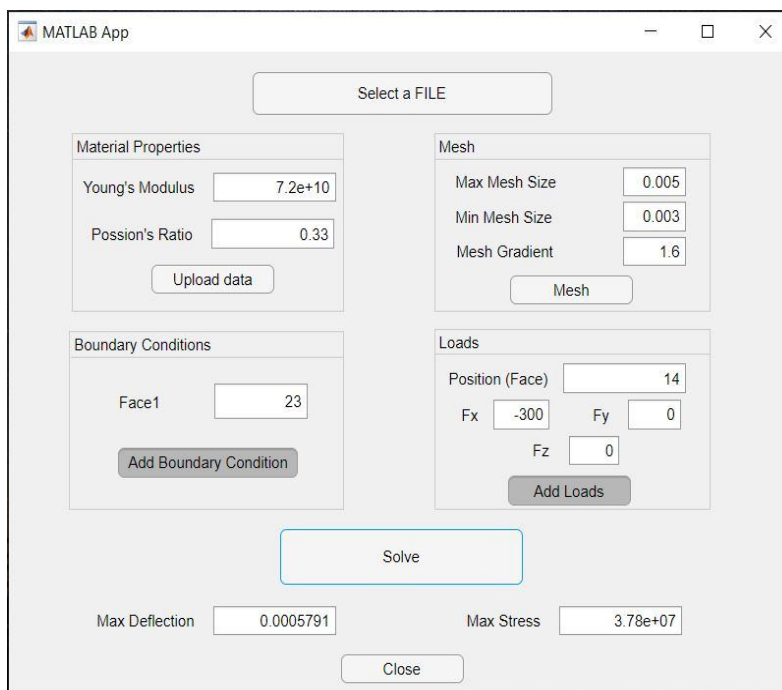 MATLAB App
Select a FILE
Material Properties
Young's Modulus 7.2e+10
Possion's Ratio 0.33
Upload data
Mesh
Max Mesh Size 0.005
Min Mesh Size 0.003
Mesh Gradient 1.6
Mesh
Boundary Conditions
Face1 23
Add Boundary Condition
Loads
Position (Face) 14
Fx -300 Fy 0
Fz 0
Add Loads
Solve
Max Deflection 0.0005791 Max Stress 3.78e+07
Close